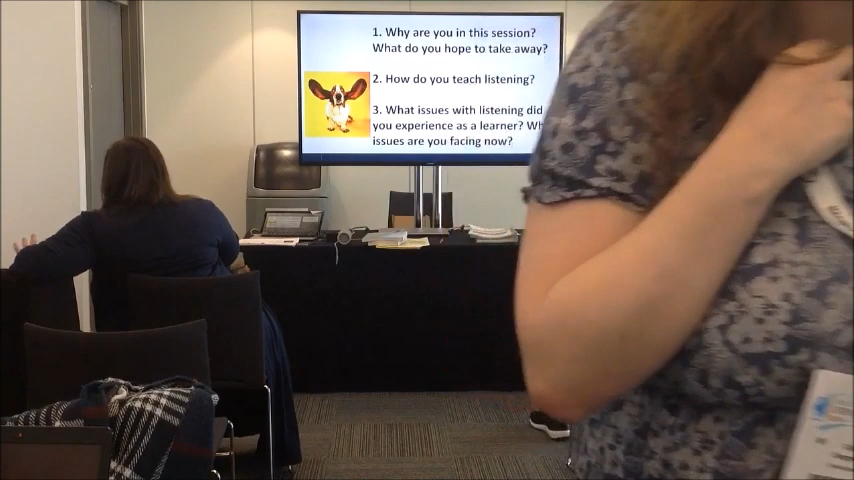 1. Why are you in this session?
What do you hope to take away?
2. How do you teach listening?
3. What issues with listening did
you experience as a learner?
issues are you facing now?